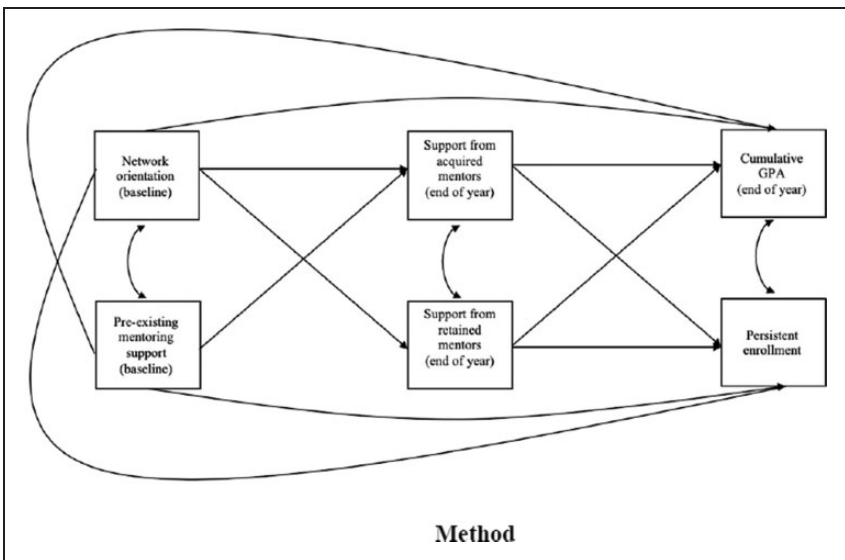 Network
orientation
(baseline)
Support from
acquired
mentors
(end of year)
Cumulative
GPA
(end of year)
Pre-existing
mentoring
support
(baseline)
Support from
retained
mentors
(end of year)
Persistent
enrollment
Method